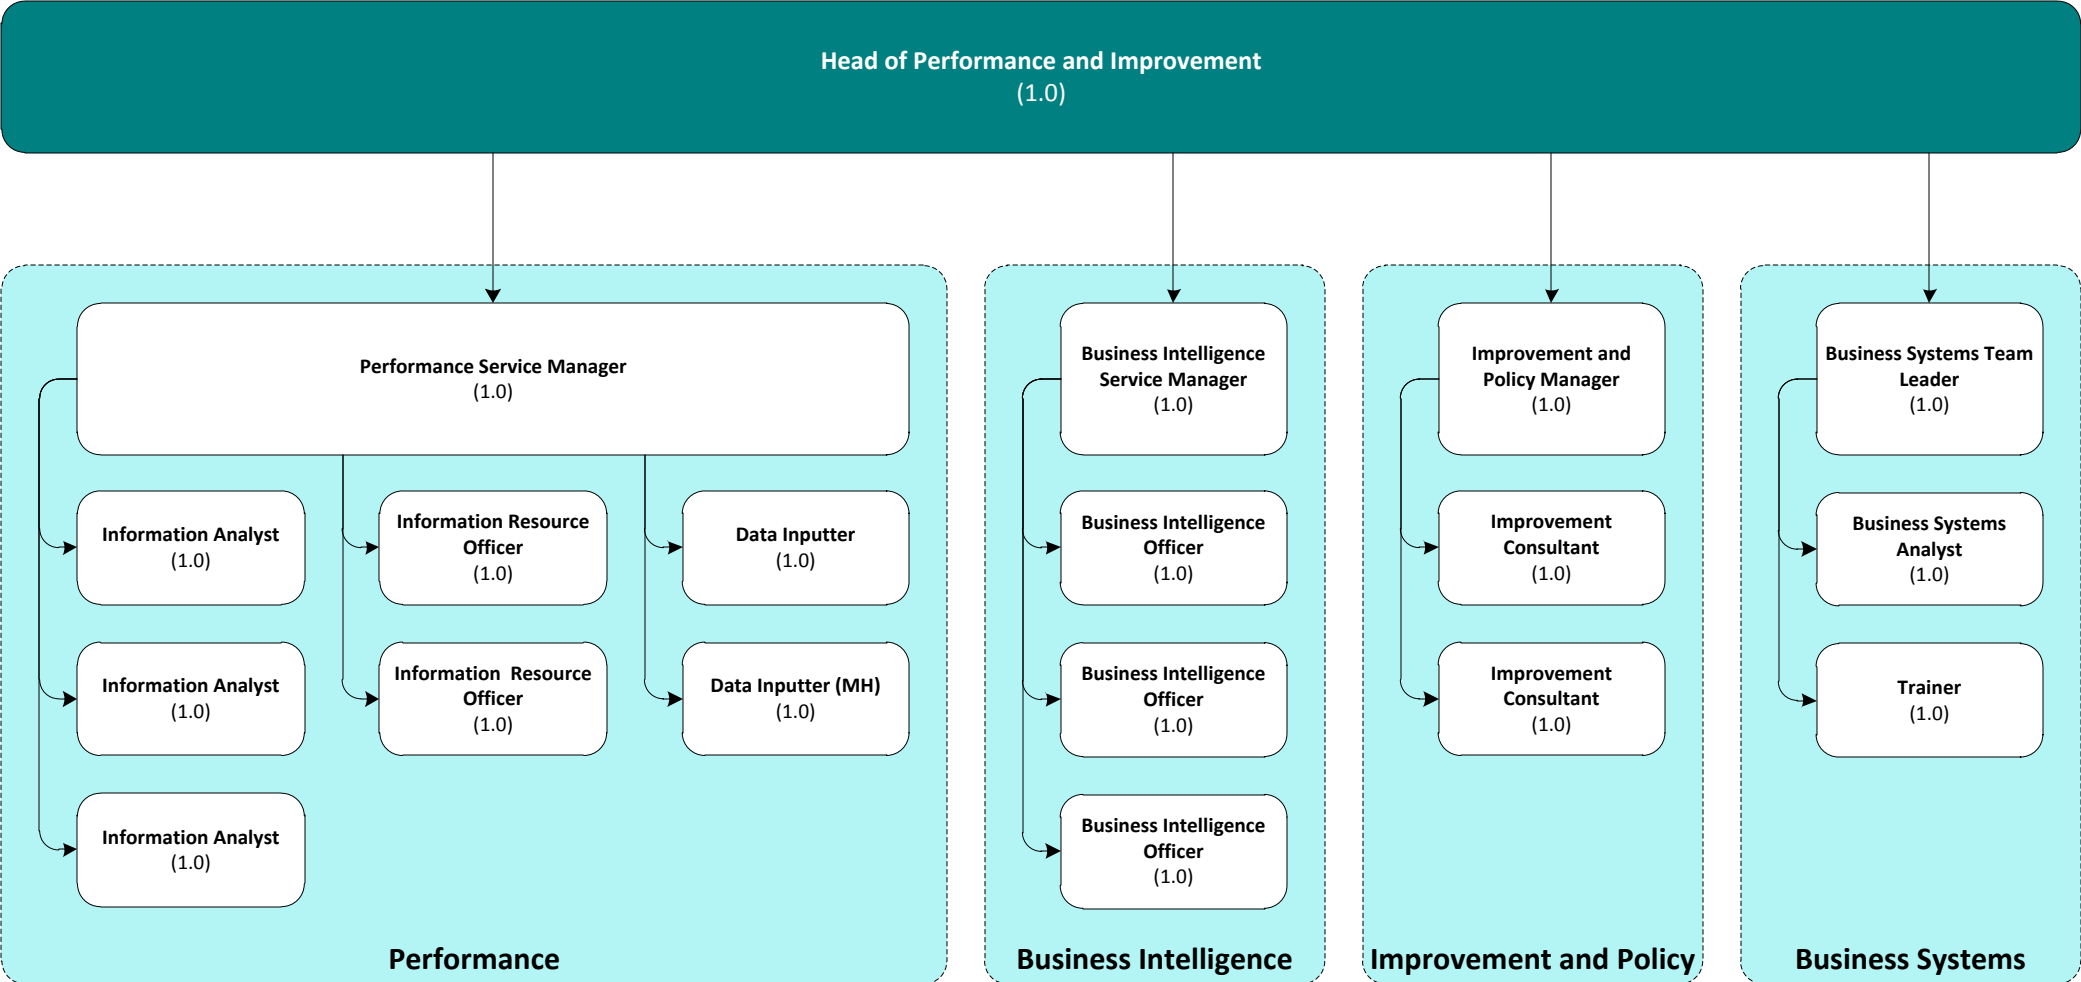 Head of Performance and Improvement
(1.0)
Performance Service Manager
(1.0)
Information Analyst
(1.0)
Information Analyst
(1.0)
Information Analyst
(1.0)
Information Resource
Officer
(1.0)
Information  Resource
Officer
(1.0)
Data Inputter
(1.0)
Data Inputter (MH)
(1.0)
Performance
Business Intelligence
Service Manager
(1.0)
Business Intelligence
Officer
(1.0)
Business Intelligence
Officer
(1.0)
Business Intelligence
Officer
(1.0)
Business Intelligence
Improvement and
Policy Manager
(1.0)
Improvement
Consultant
(1.0)
Improvement
Consultant
(1.0)
Improvement and Policy
Business Systems Team
Leader
(1.0)
Business Systems
Analyst
(1.0)
Trainer
(1.0)
Business Systems